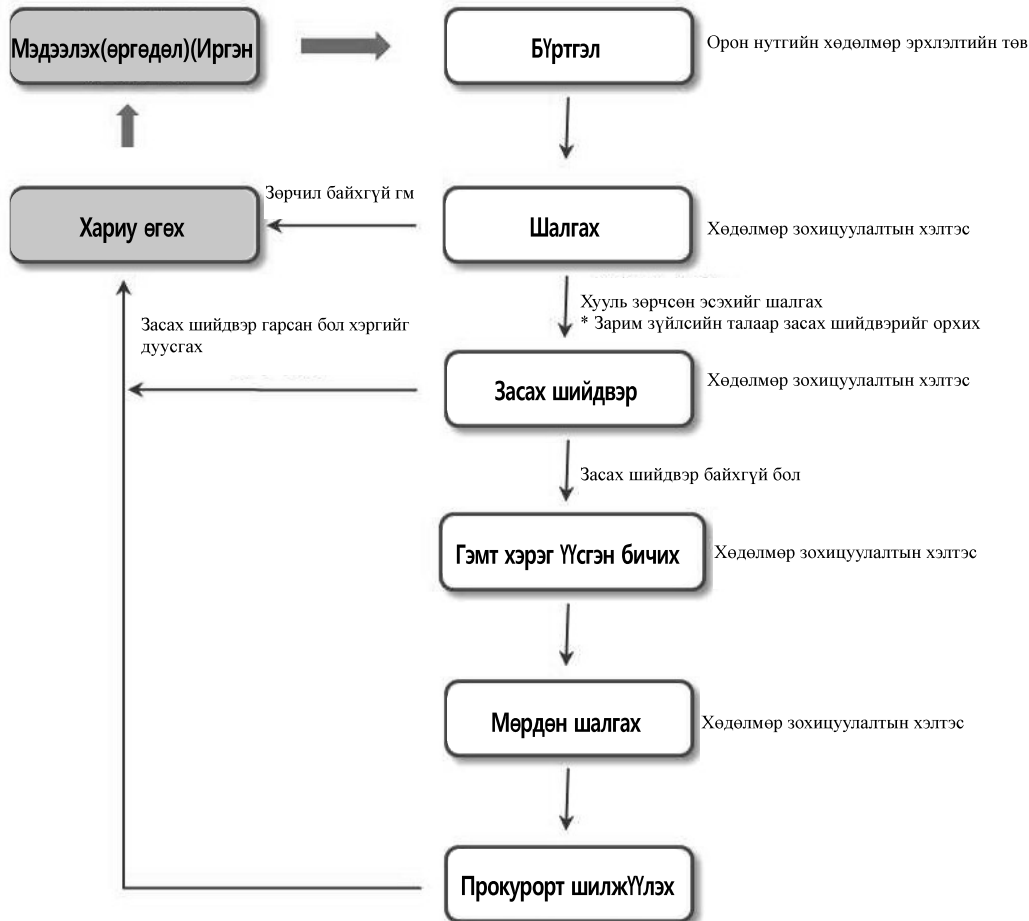 Мэдээлэх(өргөдөл)(Иргэн
Бүртгэл
Орон нутгийн хөдөлмөр эрхлэлтийн төв
Хариу өгөх
Зөрчил байхгүй гм
Шалгах
Хөдөлмөр зохицуулалтын хэлтэс
Хууль зөрчсөн эсэхийг шалгах
* Зарим зүйлсийн талаар засах шийдвэрийг орхих
Засах шийдвэр гарсан бол хэргийг
дуусгах
Засах шийдвэр
Хөдөлмөр зохицуулалтын хэлтэс
Засах шийдвэр байхгүй бол
Гэмт хэрэг ҮҮсгэн бичих
Хөдөлмөр зохицуулалтын хэлтэс
Мөрдөн шалгах
Хөдөлмөр зохицуулалтын хэлтэс
Прокурорт шилжҮҮлэх